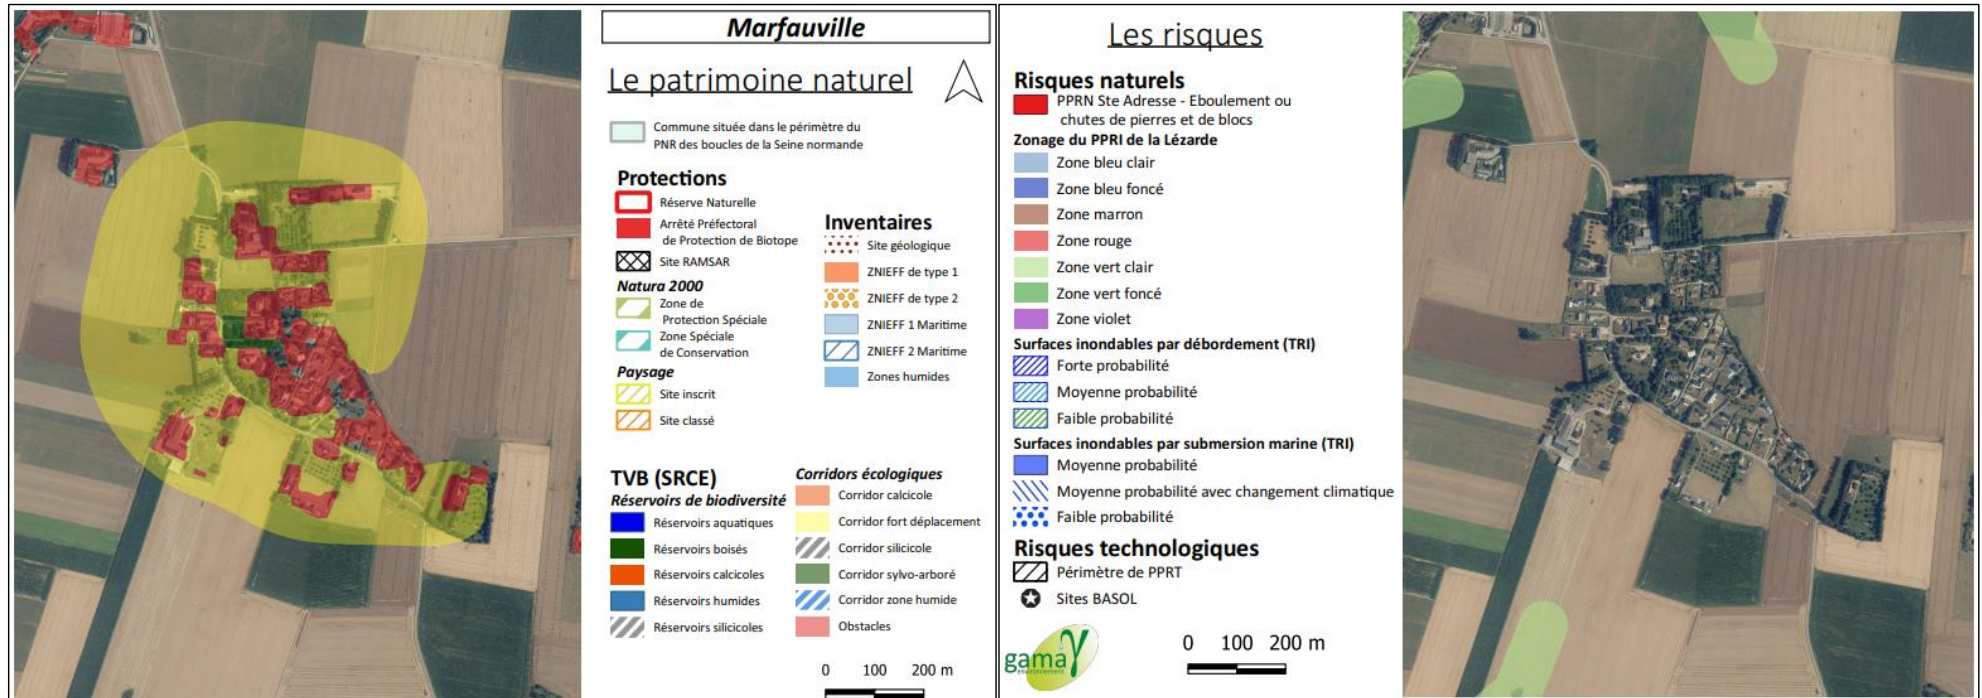 Marfauville
Le patrimoine naturel
Commune située dans le périmètre du
PNR des boucles de la Seine normande
Protections
Réserve Naturelle
Arrêté Préfectoral
de Protection de Biotope
Site RAMSAR
Natura 2000
Zone de
Protection Spéciale
Zone Spéciale
de Conservation
Paysage
Site inscrit
Site classé
Inventaires
Site géologique
ZNIEFF de type 1
ZNIEFF de type 2
ZNIEFF 1 Maritime
ZNIEFF 2 Maritime
Zones humides
TVB (SRCE)
Réservoirs de biodiversité
Réservoirs aquatiques
Réservoirs boisés
Réservoirs calcicoles
Réservoirs humides
Réservoirs silicicoles
Corridors écologiques
Corridor calcicole
Corridor fort déplacement
Corridor silicicole
Corridor sylvo-arboré
Corridor zone humide
Obstacles
0 100 200 m
Les risques
Risques naturels
PPRN Ste Adresse - Eboulement ou
chutes de pierres et de blocs
Zonage du PPRI de la Lézarde
Zone bleu clair
Zone bleu foncé
Zone marron
Zone rouge
Zone vert clair
Zone vert foncé
Zone violet
Surfaces inondables par débordement (TRI)
Forte probabilité
Moyenne probabilité
Faible probabilité
Surfaces inondables par submersion marine (TRI)
Moyenne probabilité
Moyenne probabilité avec changement climatique
Faible probabilité
Risques technologiques
Périmètre de PPRT
Sites BASOL
gama γ
environnement
0 100 200 m